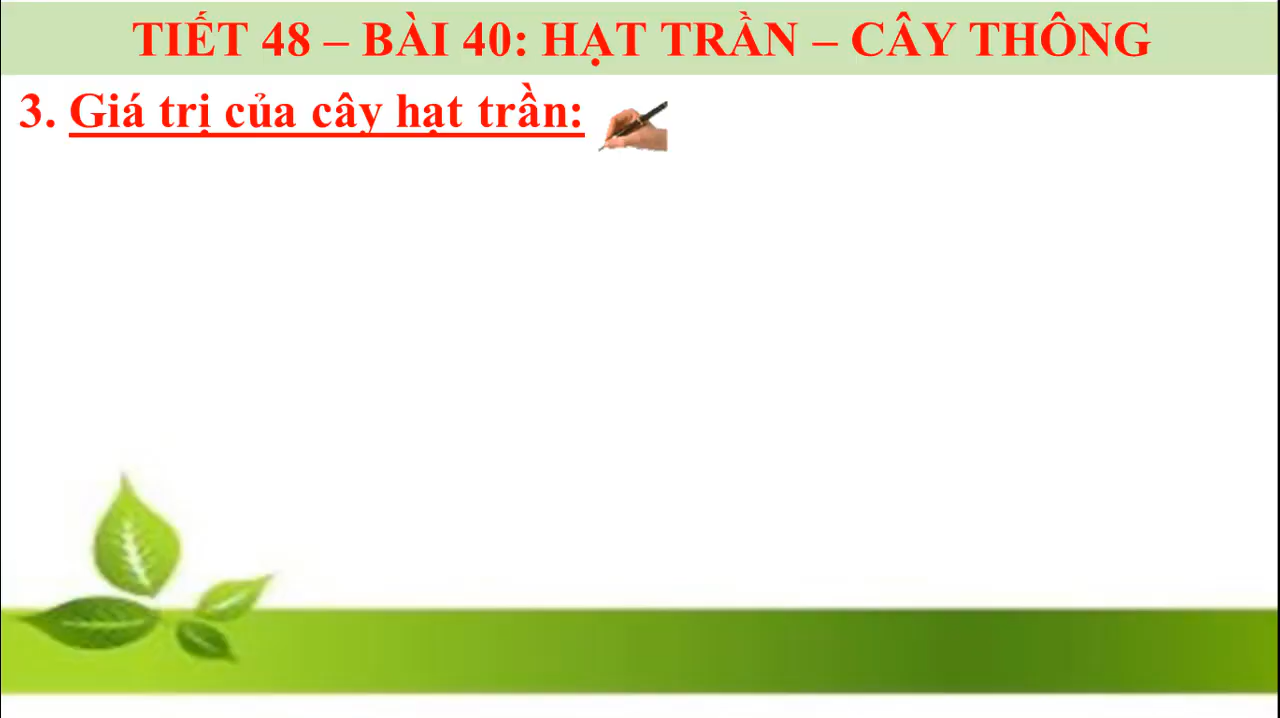 TIẾT 48 – BÀI 40: HẠT TRẦN – CÂY THÔNG
3. Giá trị của cây hạt trần: